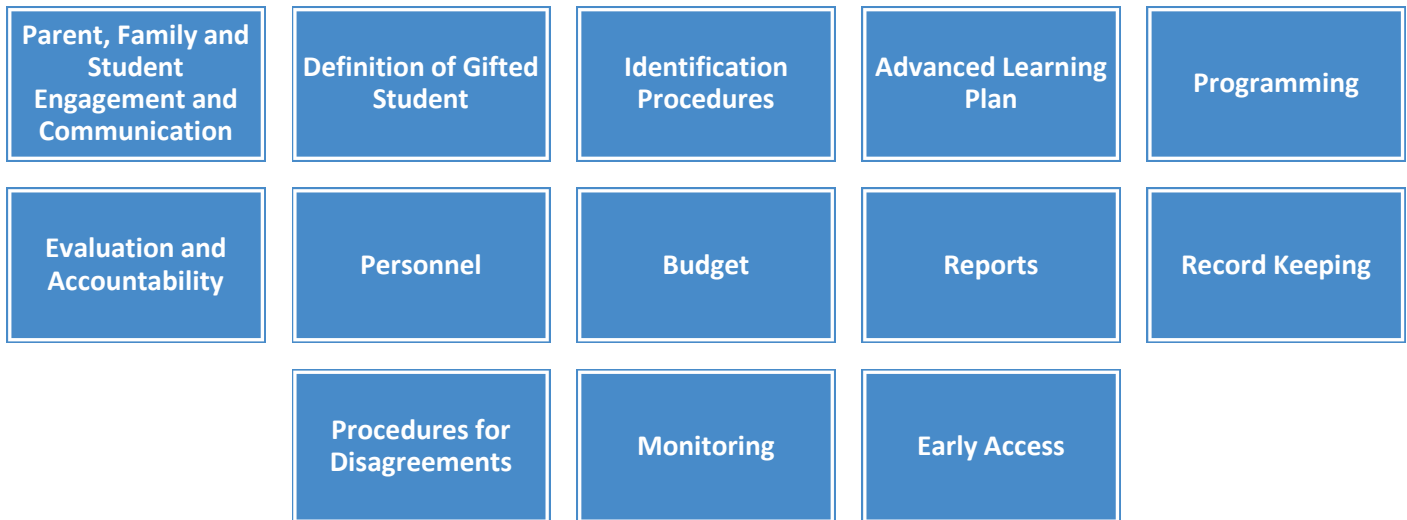 Parent, Family and
Student
Engagement and
Communication
Definition of Gifted
Student
Identification
Procedures
Advanced Learning
Plan
Programming
Evaluation and
Accountability
Personnel
Budget
Reports
Record Keeping
Procedures for
Disagreements
Monitoring
Early Access